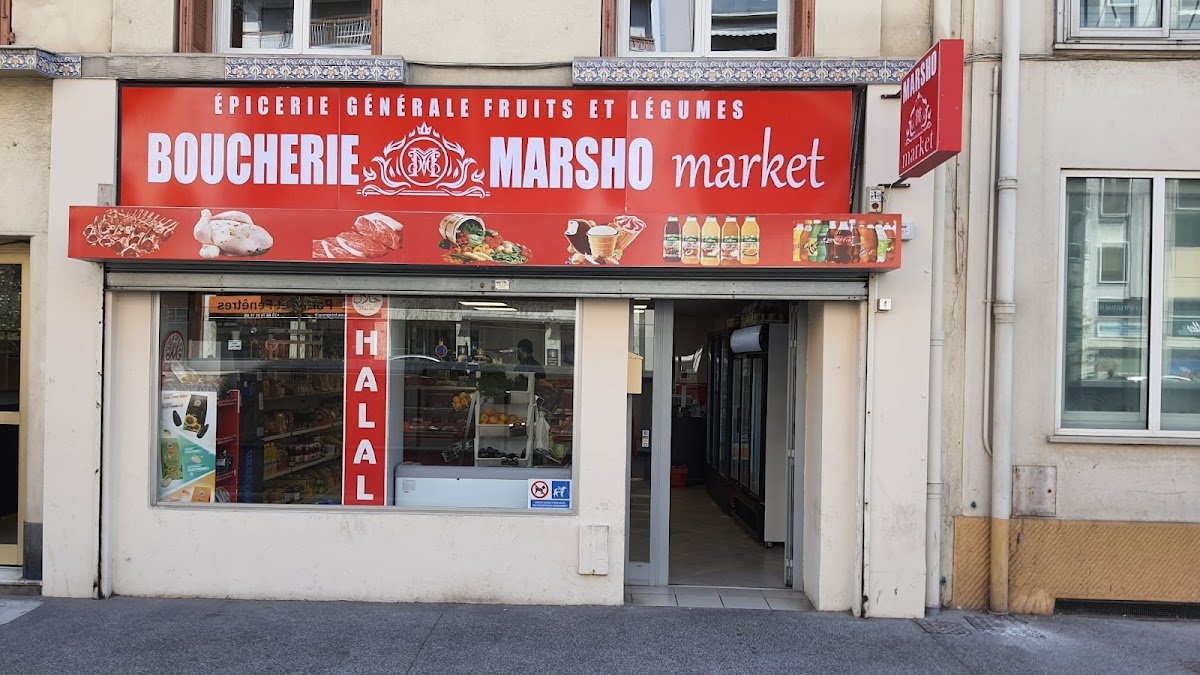 ÉPICERIE GÉNÉRALE FRUITS ET LÉGUMES
BOUCHERIE M MARSHO market
MARSHO
market
HALAL